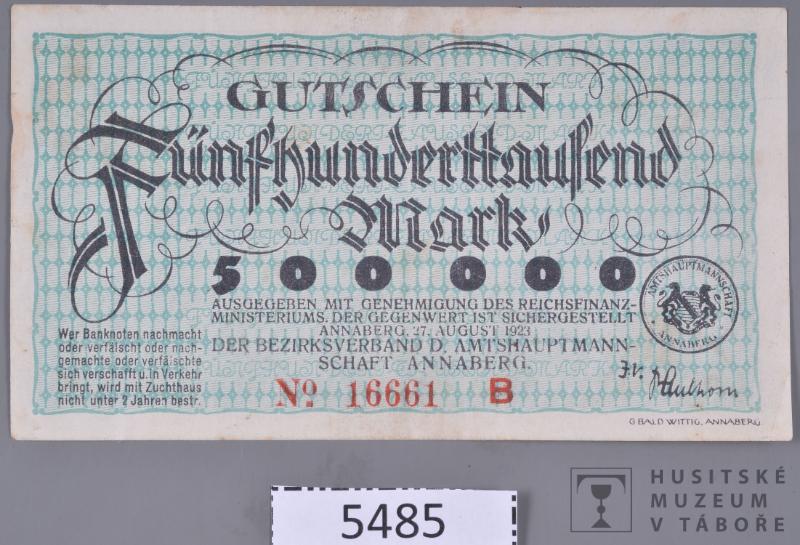 GUTSCHEIN
Fünfhunderttausend
Mark
500000
AUSGEGEBEN MIT GENEHMIGUNG DES REICHSFINANZ-
MINISTERIUMS. DER GEGENWERT IST SICHERGESTELLT
ANNABERG, 27. AUGUST 1923
DER BEZIRKSVERBAND D. AMTSHAUPTMANN-
SCHAFT ANNABERG.
Wer Banknoten nachmacht
oder verfälscht oder nach-
gemachte oder verfälschte
sich verschafft u. in Verkehr
bringt, wird mit Zuchthaus
nicht unter 2 Jahren bestr.
AMTSHAUPTMANNSCHAFT
ANNABERG
J.V.
No 16661 B
G. BALD WITTIG, ANNABERG
5485
HUSITSKÉ
MUZEUM
V TÁBOŘE